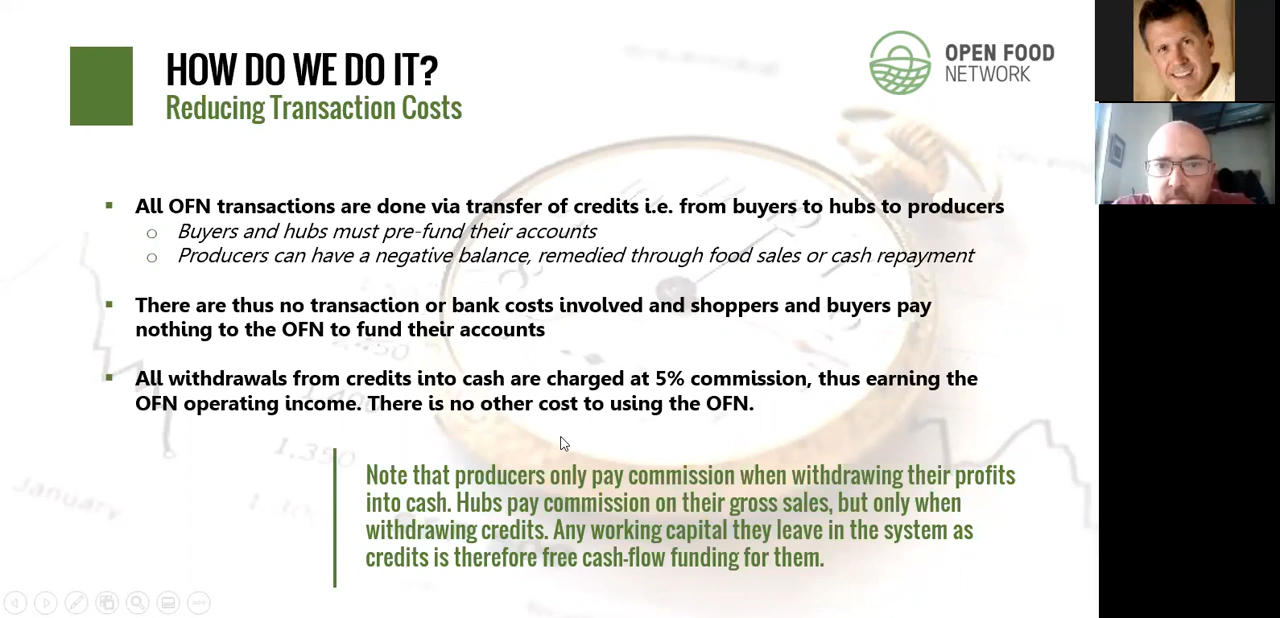 HOW DO WE DO IT?
Reducing Transaction Costs
OPEN FOOD
NETWORK
All OFN transactions are done via transfer of credits i.e. from buyers to hubs to producers
Buyers and hubs must pre-fund their accounts
Producers can have a negative balance, remedied through food sales or cash repayment
There are thus no transaction or bank costs involved and shoppers and buyers pay
nothing to the OFN to fund their accounts
All withdrawals from credits into cash are charged at 5% commission, thus earning the
OFN operating income. There is no other cost to using the OFN.
Note that producers only pay commission when withdrawing their profits
into cash. Hubs pay commission on their gross sales, but only when
withdrawing credits. Any working capital they leave in the system as
credits is therefore free cash-flow funding for them.
1.350
January